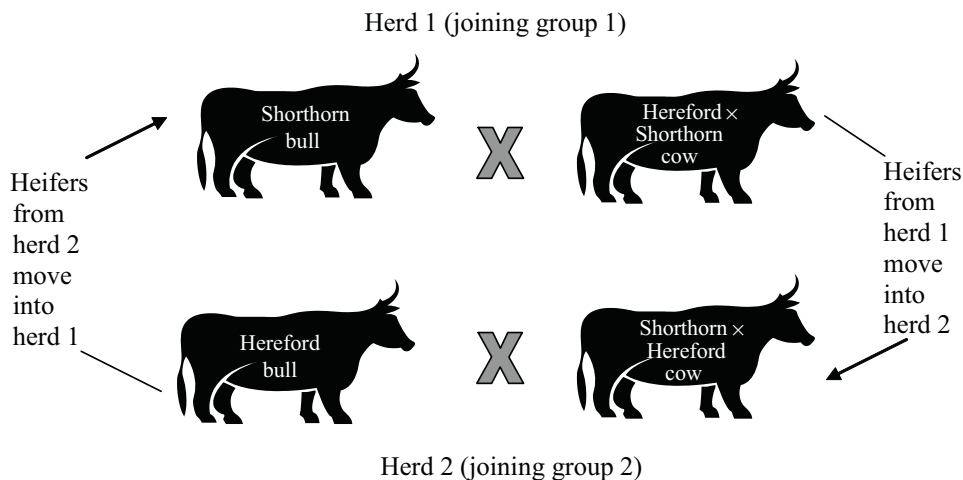 Herd 1 (joining group 1)
Shorthorn
bull
X
Hereford ×
Shorthorn
cow
Heifers
from
herd 2
move
into
herd 1
Heifers
from
herd 1
move
into
herd 2
Hereford
bull
X
Shorthorn ×
Hereford
cow
Herd 2 (joining group 2)